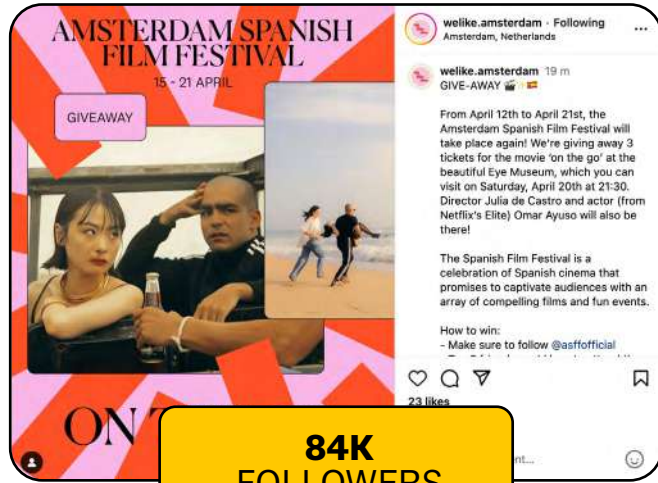 AMSTERDAM SPANISH
FILM FESTIVAL
15 - 21 APRIL
GIVEAWAY
ON
welike.amsterdam · Following
Amsterdam, Netherlands
welike.amsterdam 19 m
GIVE-AWAY 🎬✨🇪🇸
From April 12th to April 21st, the
Amsterdam Spanish Film Festival will
take place again! We're giving away 3
tickets for the movie 'on the go' at the
beautiful Eye Museum, which you can
visit on Saturday, April 20th at 21:30.
Director Julia de Castro and actor (from
Netflix's Elite) Omar Ayuso will also be
there!
The Spanish Film Festival is a
celebration of Spanish cinema that
promises to captivate audiences with an
array of compelling films and fun events.
How to win:
- Make sure to follow @asffofficial
23 likes
84K
FOLLOWERS